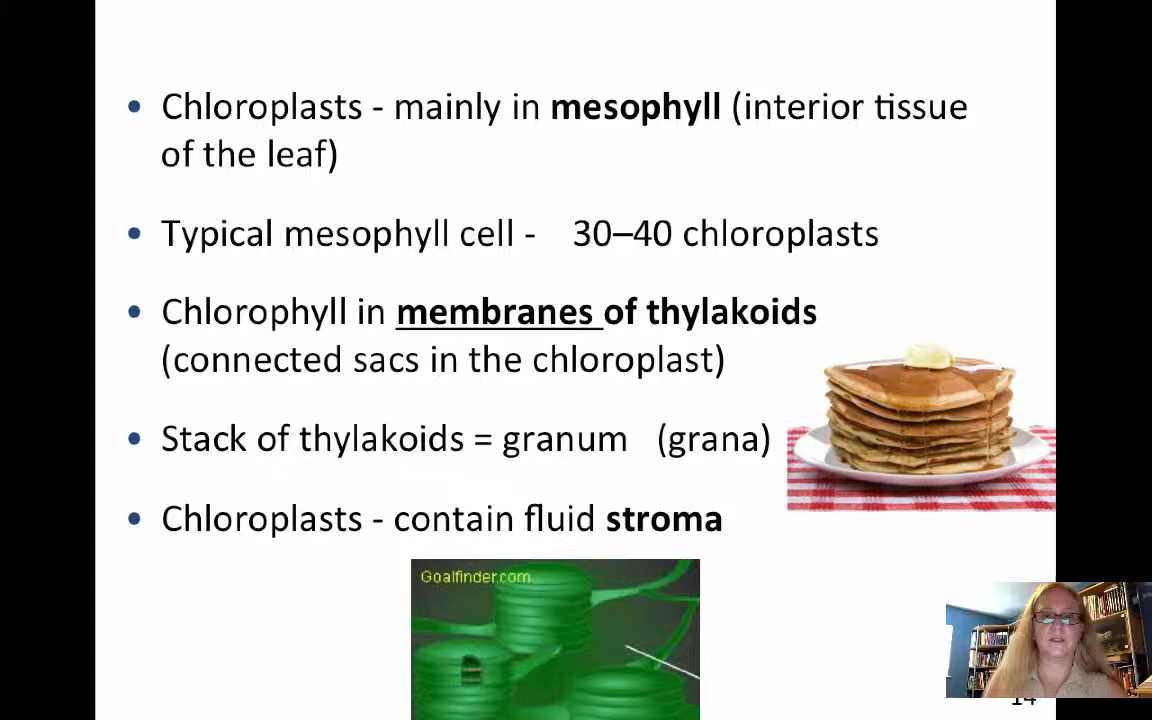 • Chloroplasts - mainly in mesophyll (interior tissue
of the leaf)
• Typical mesophyll cell - 30–40 chloroplasts
• Chlorophyll in membranes of thylakoids
(connected sacs in the chloroplast)
• Stack of thylakoids = granum (grana)
• Chloroplasts - contain fluid stroma
Goalfinder.com
14